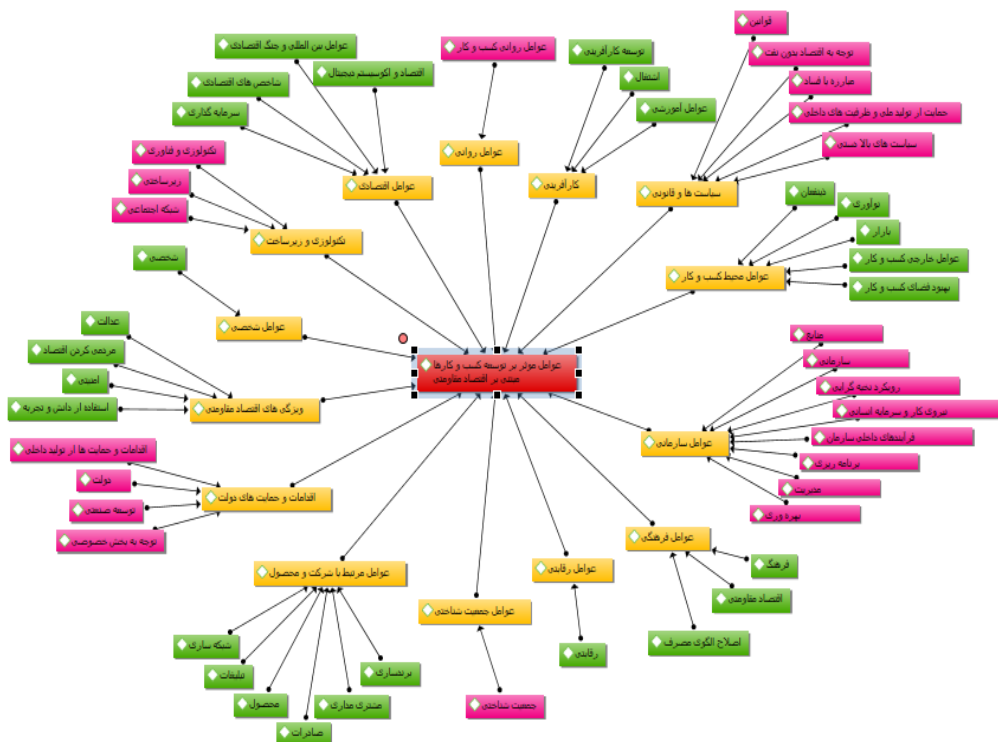 قوانین
توجه به اقتصاد بدون نفت
مبارزه با فساد
حمایت از تولید ملی و ظرفیت های داخلی
سیاست های بالا دستی
سیاست ها و قانونی
توسعه کارآفرینی
اشتغال
عوامل آموزشی
کارآفرینی
عوامل روانی کسب و کار
عوامل روانی
عوامل بین المللی و جنگ اقتصادی
اقتصاد و اکوسیستم دیجیتال
شاخص های اقتصادی
سرمایه گذاری
عوامل اقتصادی
تکنولوژی و فناوری
زیرساختی
شبکه اجتماعی
تکنولوژی و زیرساخت
ذینفعان
نوآوری
بازار
عوامل خارجی کسب و کار
بهبود فضای کسب و کار
عوامل محیط کسب و کار
شخصی
عوامل شخصی
عوامل موثر بر توسعه کسب و کارها
مبتنی بر اقتصاد مقاومتی
عدالت
مردمی کردن اقتصاد
امنیتی
استفاده از دانش و تجربه
ویژگی های اقتصاد مقاومتی
منابع
سازمانی
رویکرد نخبه گرایی
نیروی کار و سرمایه انسانی
فرآیندهای داخلی سازمان
برنامه ریزی
مدیریت
بهره وری
عوامل سازمانی
اقدامات و حمایت ها از تولید داخلی
دولت
توسعه صنعتی
توجه به بخش خصوصی
اقدامات و حمایت های دولت
فرهنگ
اقتصاد مقاومتی
اصلاح الگوی مصرف
عوامل فرهنگی
رقابتی
عوامل رقابتی
جمعیت شناختی
عوامل جمعیت شناختی
عوامل مرتبط با شرکت و محصول
شبکه سازی
تبلیغات
محصول
صادرات
مشتری مداری
برندسازی